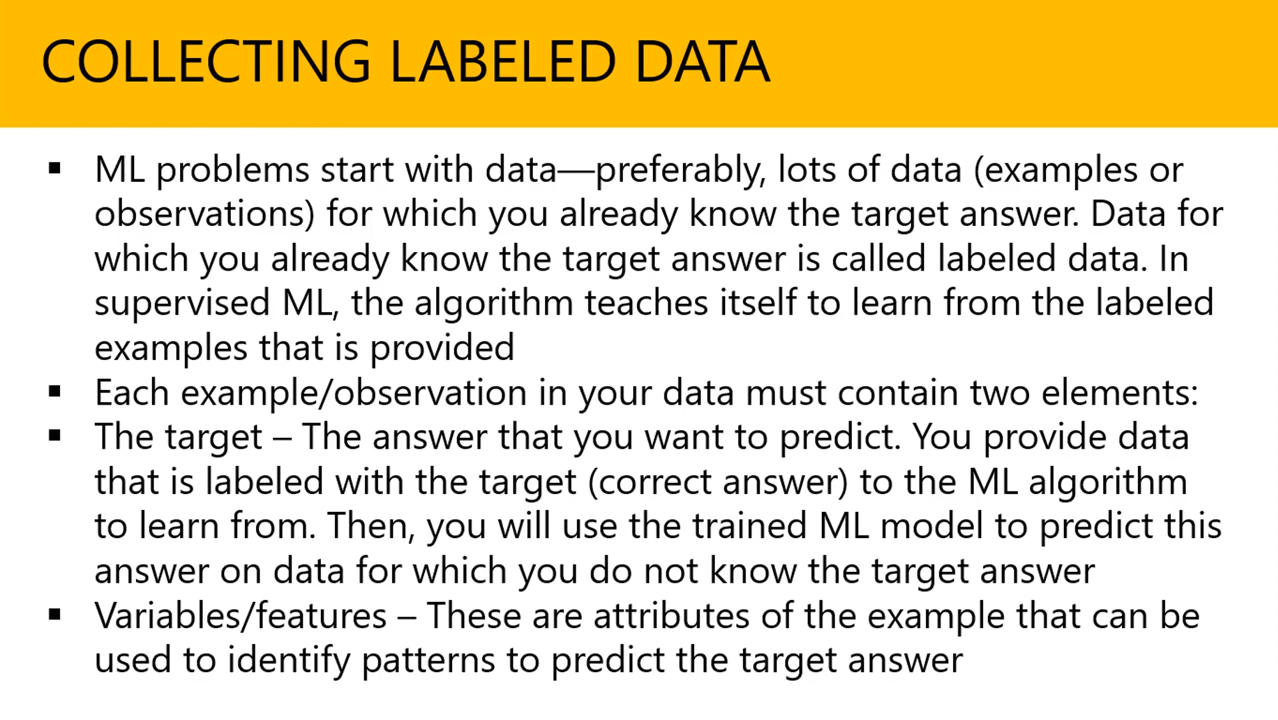 COLLECTING LABELED DATA
▪ ML problems start with data—preferably, lots of data (examples or
observations) for which you already know the target answer. Data for
which you already know the target answer is called labeled data. In
supervised ML, the algorithm teaches itself to learn from the labeled
examples that is provided
▪ Each example/observation in your data must contain two elements:
▪ The target – The answer that you want to predict. You provide data
that is labeled with the target (correct answer) to the ML algorithm
to learn from. Then, you will use the trained ML model to predict this
answer on data for which you do not know the target answer
▪ Variables/features – These are attributes of the example that can be
used to identify patterns to predict the target answer